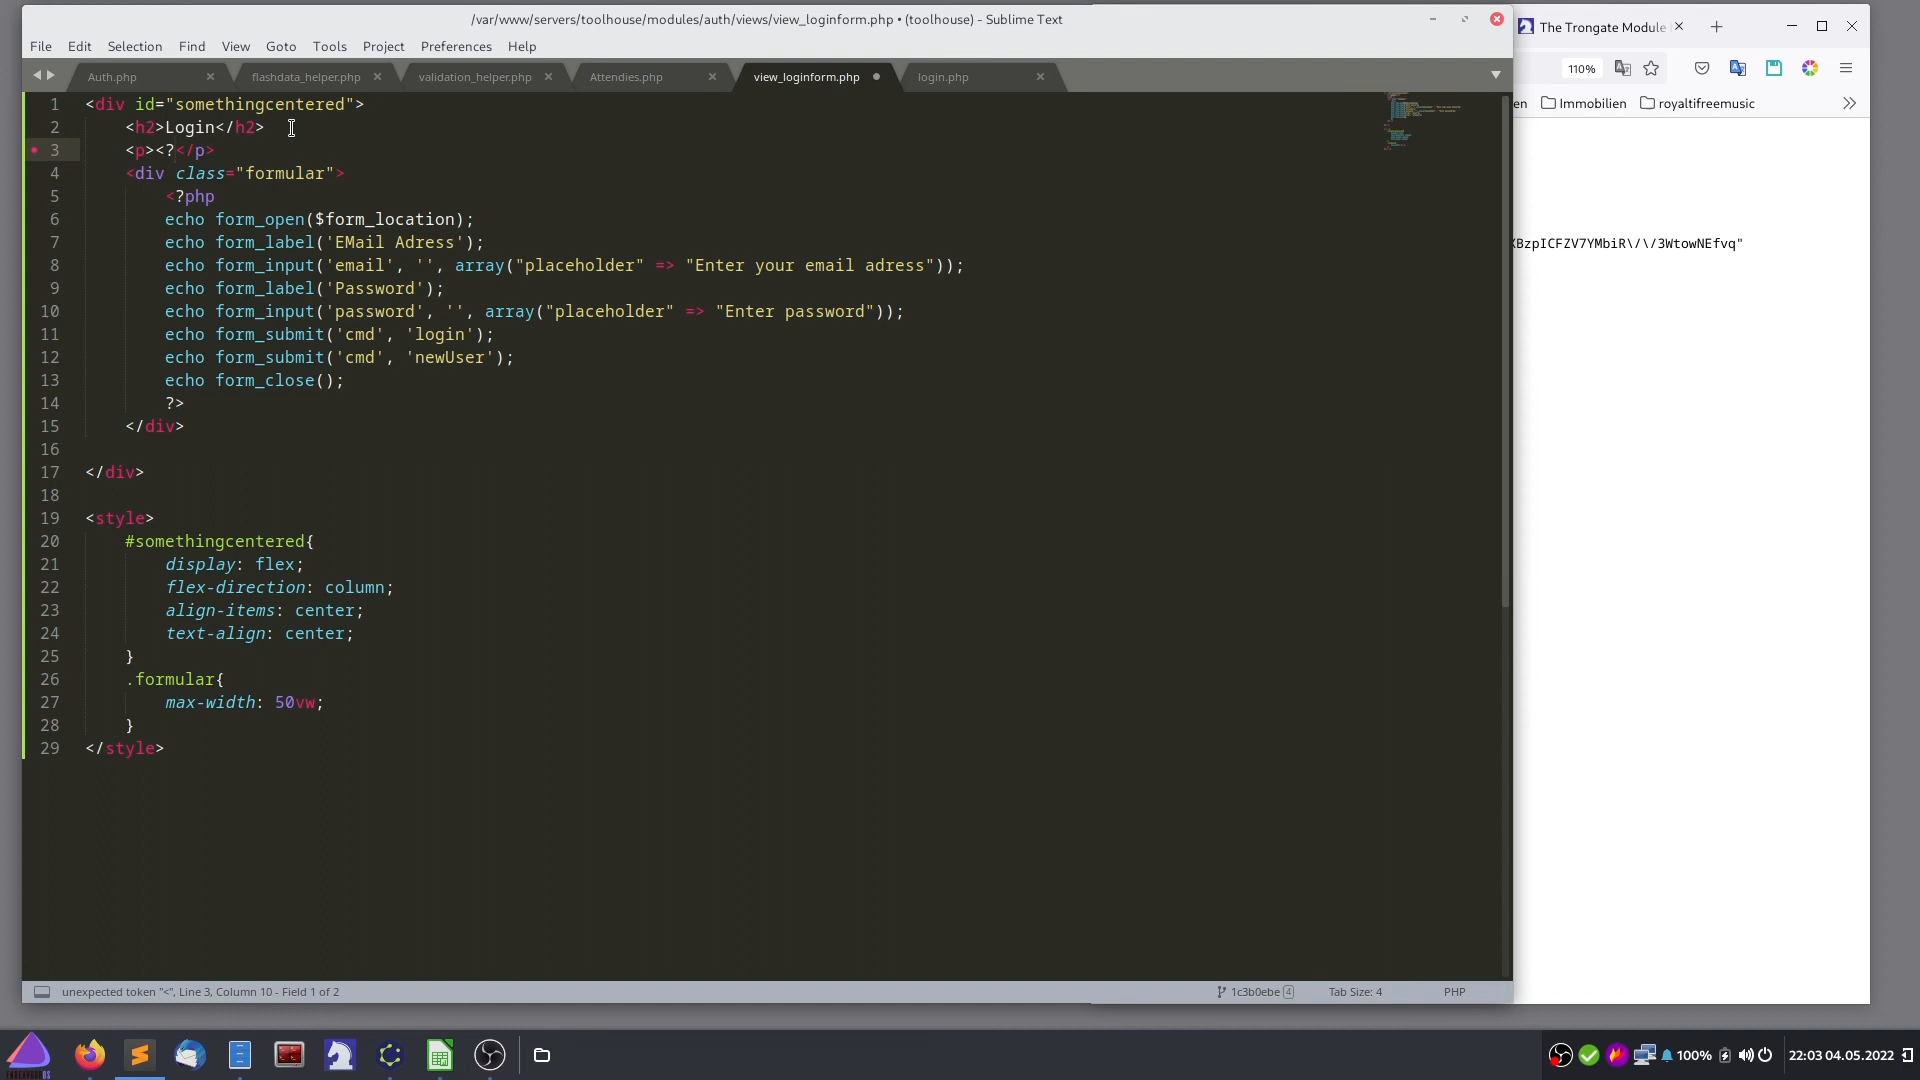 /var/www/servers/toolhouse/modules/auth/views/view_loginform.php • (toolhouse) - Sublime Text
File Edit Selection Find View Goto Tools Project Preferences Help
Auth.php flashdata_helper.php validation_helper.php Attendies.php view_loginform.php login.php
1 <div id="somethingcentered">
2 <h2>Login</h2>
3 <p><?</p>
4 <div class="formular">
5 <?php
6 echo form_open($form_location);
7 echo form_label('EMail Adress');
8 echo form_input('email', '', array("placeholder" => "Enter your email adress"));
9 echo form_label('Password');
10 echo form_input('password', '', array("placeholder" => "Enter password"));
11 echo form_submit('cmd', 'login');
12 echo form_submit('cmd', 'newUser');
13 echo form_close();
14 ?>
15 </div>
16
17 </div>
18
19 <style>
20 #somethingcentered{
21 display: flex;
22 flex-direction: column;
23 align-items: center;
24 text-align: center;
25 }
26 .formular{
27 max-width: 50vw;
28 }
29 </style>
unexpected token "<", Line 3, Column 10 - Field 1 of 2
1c3b0ebe 4 Tab Size: 4 PHP
The Trongate Module
110%
en Immobilien royaltifreemusic
XBzpICFZV7YMbiR\/\/3WtowNEfvq"
100% 22:03 04.05.2022